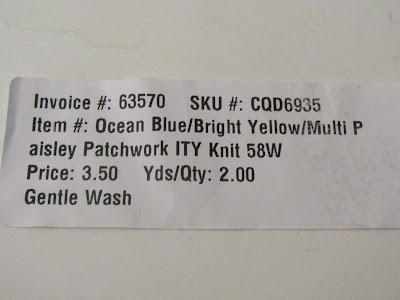 Invoice #: 63570 SKU #: CQD6935
Item #: Ocean Blue/Bright Yellow/Multi P
aisley Patchwork ITY Knit 58W
Price: 3.50 Yds/Qty: 2.00
Gentle Wash